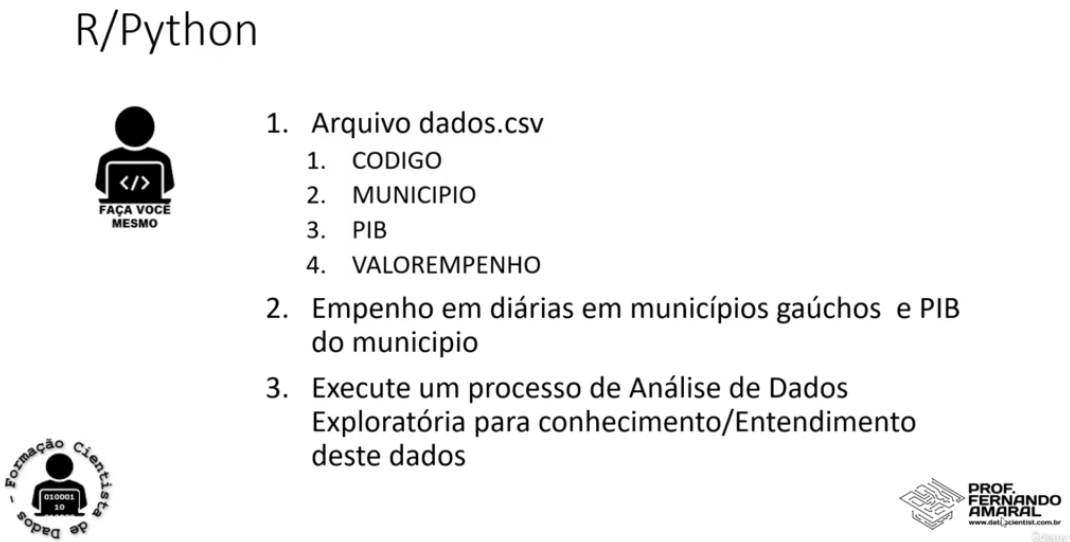 R/Python
</>
FAÇA VOCÊ
MESMO
1. Arquivo dados.csv
1. CODIGO
2. MUNICIPIO
3. PIB
4. VALOREMPENHO
2. Empenho em diárias em municípios gaúchos e PIB
do municipio
3. Execute um processo de Análise de Dados
Exploratória para conhecimento/Entendimento
deste dados
Formação Cientista de Dados -
010001
10
PROF.
FERNANDO
AMARAL
www.datascientist.com.br